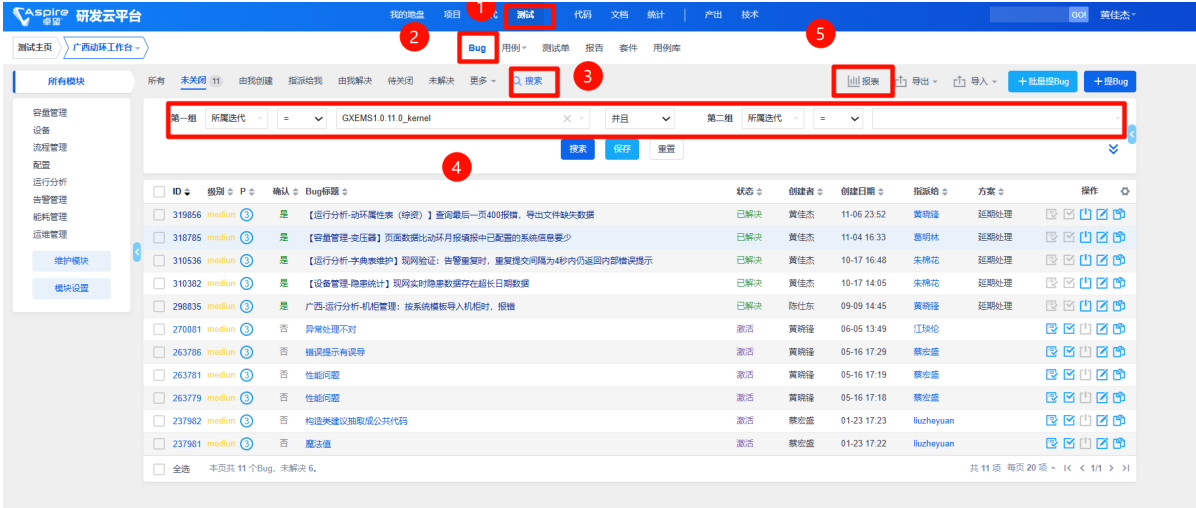 Aspire 卓望 研发云平台 我的地盘 项目 1 测试 代码 文档 统计 产出 技术 GO! 黄佳杰
测试主页 广西动环工作台 2 Bug 用例 测试单 报告 套件 用例库 5
所有模块 所有 未关闭 11 由我创建 指派给我 由我解决 待关闭 未解决 更多 搜索 3 报表 导出 导入 +批量提Bug +提Bug
容量管理
设备
流程管理
配置
运行分析
告警管理
能耗管理
运维管理
维护模块
模块设置
第一组 所属迭代 = GXEMS1.0.11.0_kernel 并且 第二组 所属迭代 =
搜索 保存 重置
4
ID 级别 P 确认 Bug标题 状态 创建者 创建日期 指派给 方案 操作
319856 mediun 3 是 【运行分析-动环属性表（综资）】查询最后一页400报错，导出文件缺失数据 已解决 黄佳杰 11-06 23:52 黄晓锋 延期处理
318785 mediun 3 是 【容量管理-变压器】页面数据比动环月报填报中已配置的系统信息要少 已解决 黄佳杰 11-04 16:33 葛明林 延期处理
310536 mediun 3 是 【运行分析-字典表维护】现网验证：告警重复时，重复提交间隔为4秒内仍返回内部错误提示 已解决 黄佳杰 10-17 16:48 朱棉花 延期处理
310382 mediun 3 是 【设备管理-隐患统计】现网实时隐患数据存在超长日期数据 已解决 黄佳杰 10-17 14:05 朱棉花 延期处理
298835 mediun 3 是 广西-运行分析-机柜管理：按系统模板导入机柜时，报错 已解决 陈仕东 09-09 14:45 黄晓锋 延期处理
270081 mediun 3 否 异常处理不对 激活 黄晓锋 06-05 13:49 江琰伦
263786 mediun 3 否 错误提示有误导 激活 黄晓锋 05-16 17:29 蔡宏盛
263781 mediun 3 否 性能问题 激活 黄晓锋 05-16 17:19 蔡宏盛
263779 mediun 3 否 性能问题 激活 黄晓锋 05-16 17:18 蔡宏盛
237982 mediun 3 否 构造类建议抽取成公共代码 激活 蔡宏盛 01-23 17:23 liuzheyuan
237981 mediun 3 否 魔法值 激活 蔡宏盛 01-23 17:22 liuzheyuan
全选 本页共 11 个Bug，未解决 6。 共 11 项 每页 20 项 1/1